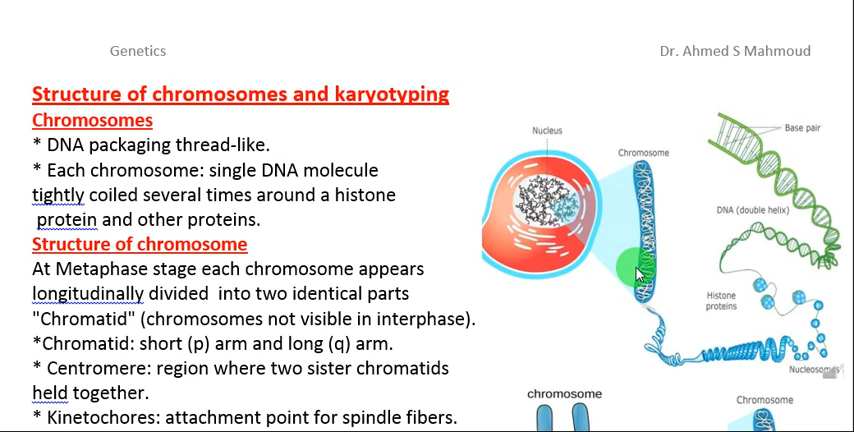 Genetics
Dr. Ahmed S Mahmoud
Structure of chromosomes and karyotyping
Chromosomes
* DNA packaging thread-like.
* Each chromosome: single DNA molecule
tightly coiled several times around a histone
protein and other proteins.
Structure of chromosome
At Metaphase stage each chromosome appears
longitudinally divided into two identical parts
"Chromatid" (chromosomes not visible in interphase).
*Chromatid: short (p) arm and long (q) arm.
* Centromere: region where two sister chromatids
held together.
* Kinetochores: attachment point for spindle fibers.
Nucleus
Chromosome
Base pair
DNA (double helix)
Histone
proteins
Nucleosomes
chromosome
Chromosome